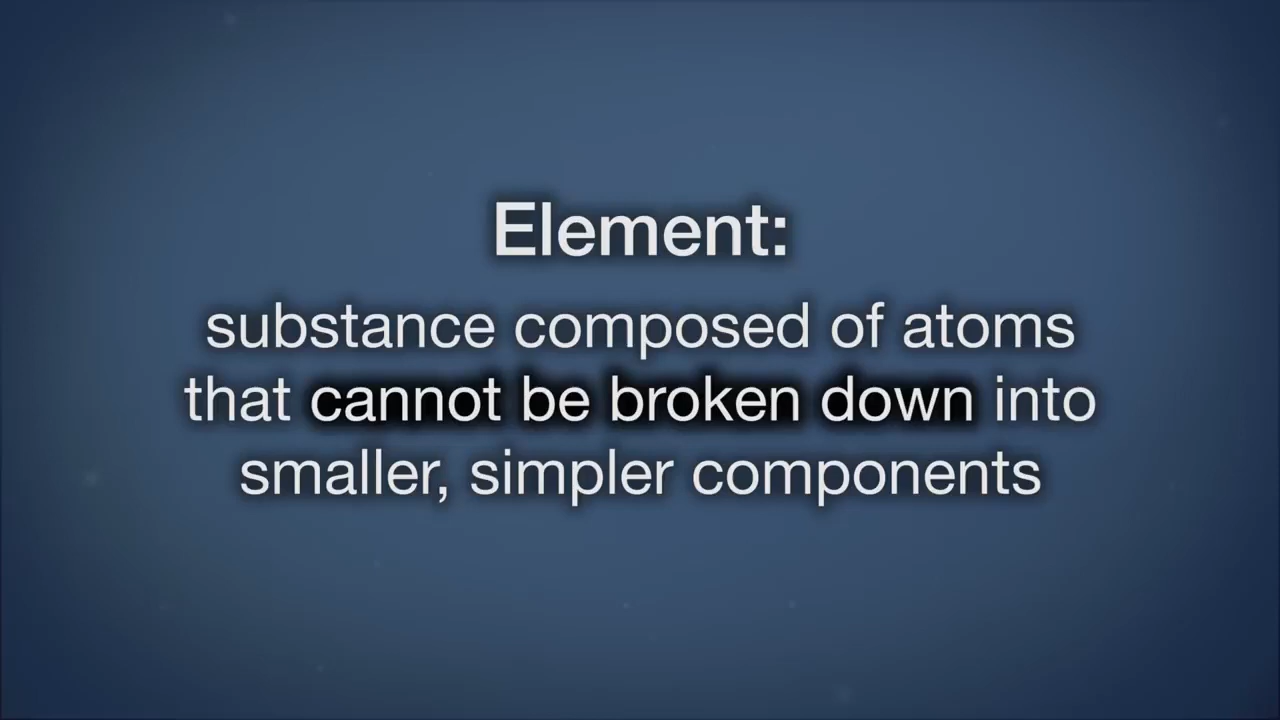 Element:
substance composed of atoms
that cannot be broken down into
smaller, simpler components